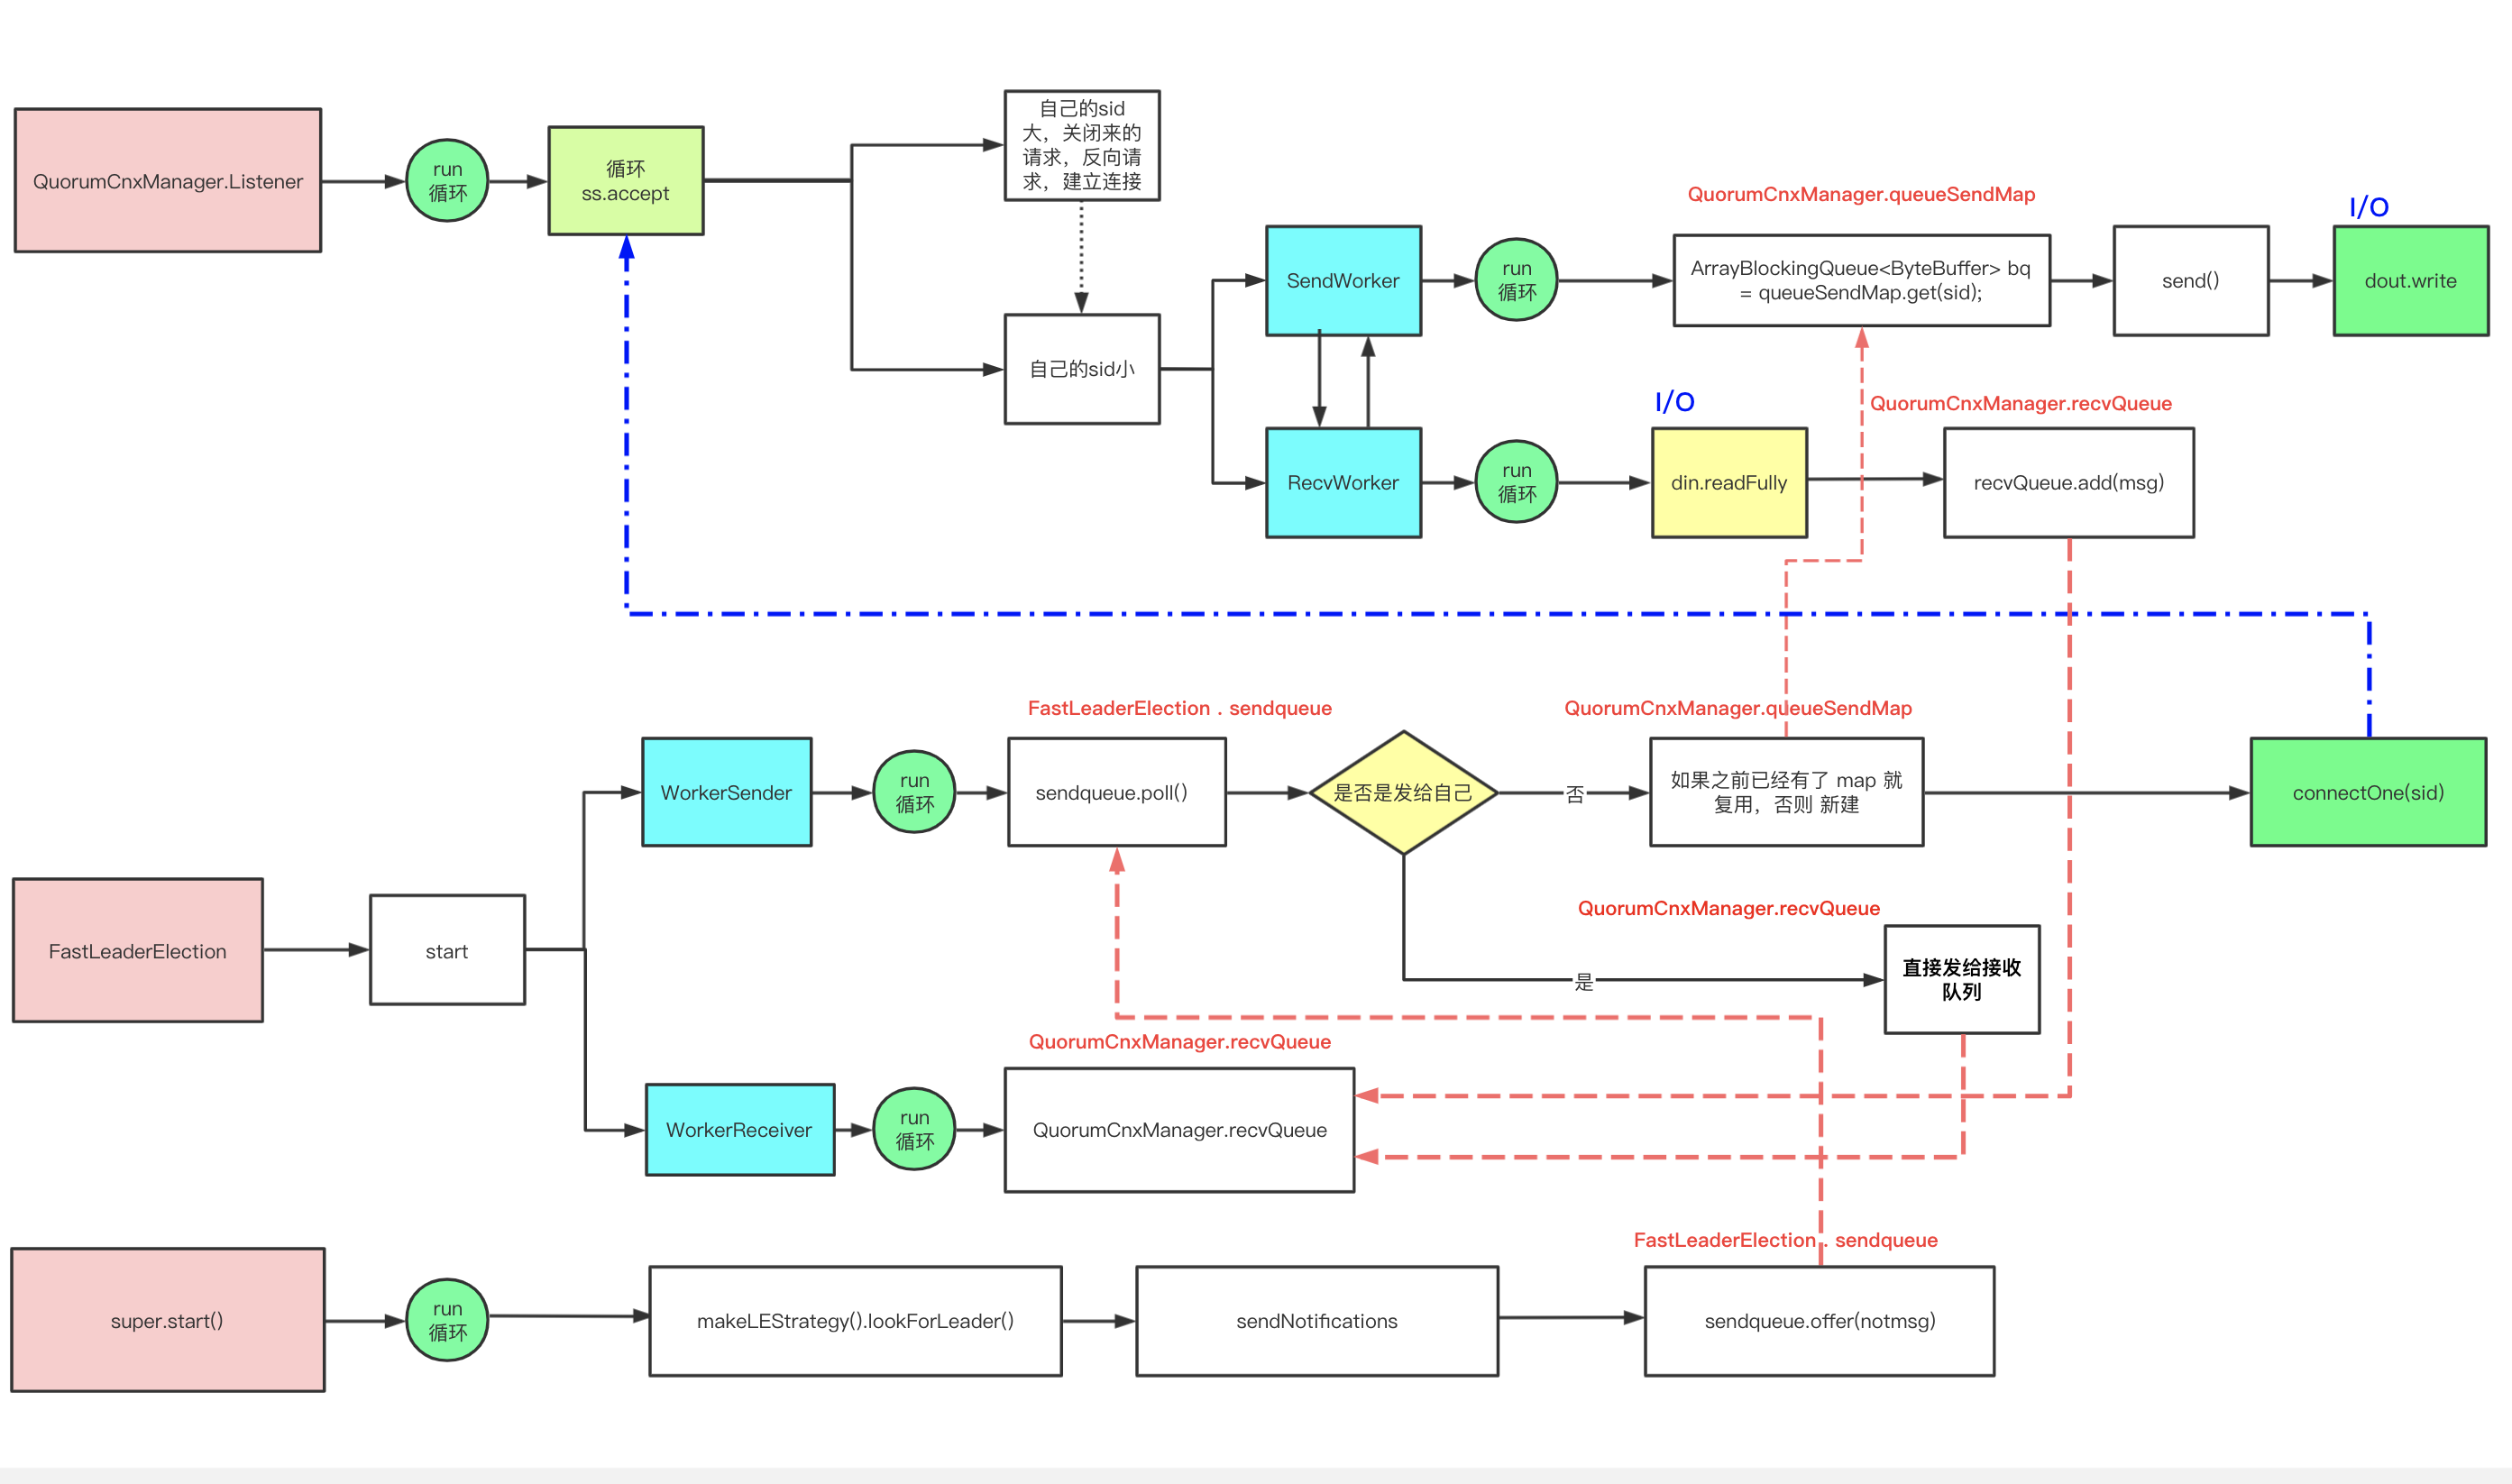 QuorumCnxManager.Listener
run
循环
循环
ss.accept
自己的sid
大，关闭来的
请求，反向请
求，建立连接
自己的sid小
SendWorker
run
循环
QuorumCnxManager.queueSendMap
ArrayBlockingQueue<ByteBuffer> bq
= queueSendMap.get(sid);
send()
I/O
dout.write
RecvWorker
run
循环
I/O
din.readFully
QuorumCnxManager.recvQueue
recvQueue.add(msg)
FastLeaderElection
start
WorkerSender
run
循环
FastLeaderElection . sendqueue
sendqueue.poll()
是否是发给自己
否
QuorumCnxManager.queueSendMap
如果之前已经有了 map 就
复用，否则 新建
connectOne(sid)
是
QuorumCnxManager.recvQueue
直接发给接收
队列
WorkerReceiver
run
循环
QuorumCnxManager.recvQueue
QuorumCnxManager.recvQueue
super.start()
run
循环
makeLEStrategy().lookForLeader()
sendNotifications
FastLeaderElection . sendqueue
sendqueue.offer(notmsg)